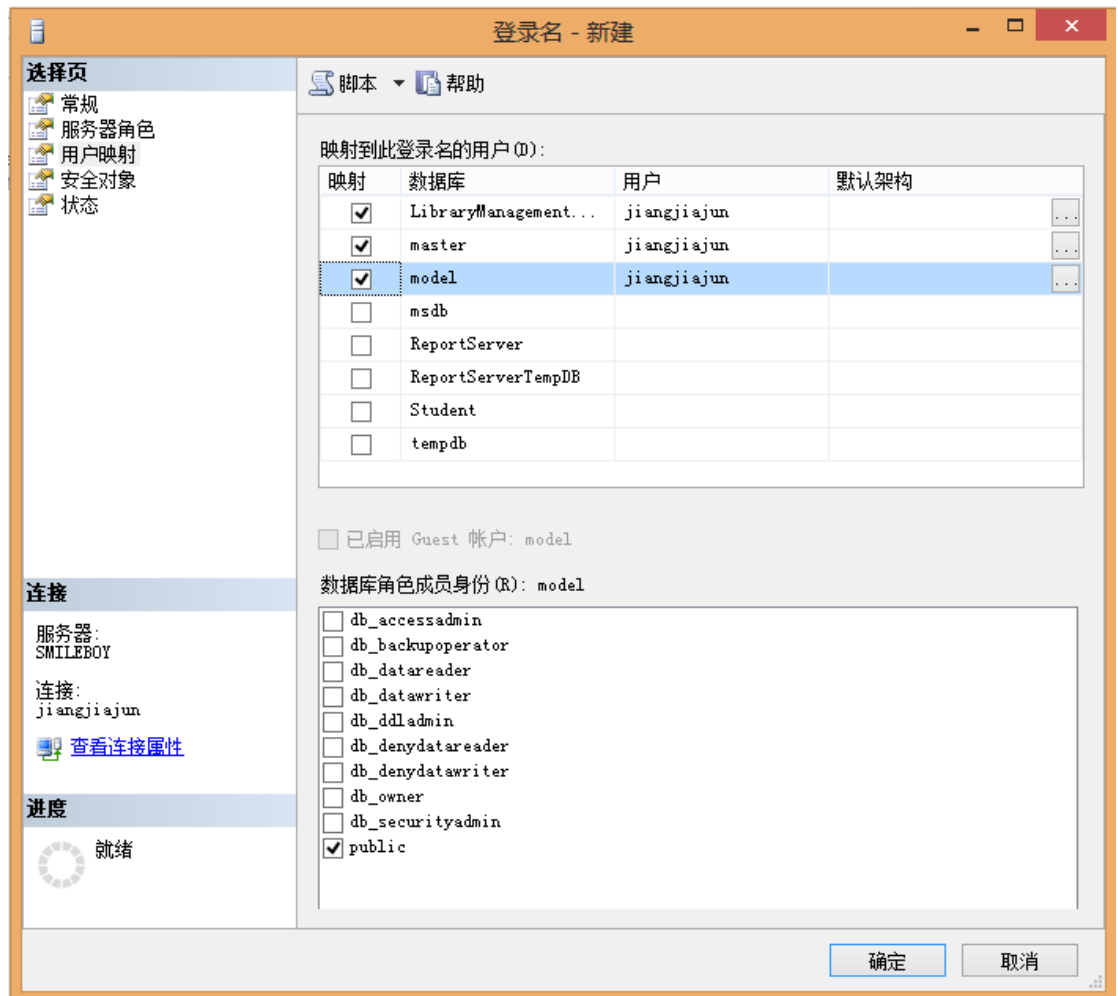 登录名 - 新建
选择页
常规
服务器角色
用户映射
安全对象
状态
脚本 帮助
映射到此登录名的用户(D):
映射 数据库 用户 默认架构
LibraryManagement... jiangjiajun ...
master jiangjiajun ...
model jiangjiajun ...
msdb
ReportServer
ReportServerTempDB
Student
tempdb
已启用 Guest 帐户: model
数据库角色成员身份(R): model
db_accessadmin
db_backupoperator
db_datareader
db_datawriter
db_ddladmin
db_denydatareader
db_denydatawriter
db_owner
db_securityadmin
public
连接
服务器:
SMILEBOY
连接:
jiangjiajun
查看连接属性
进度
就绪
确定 取消